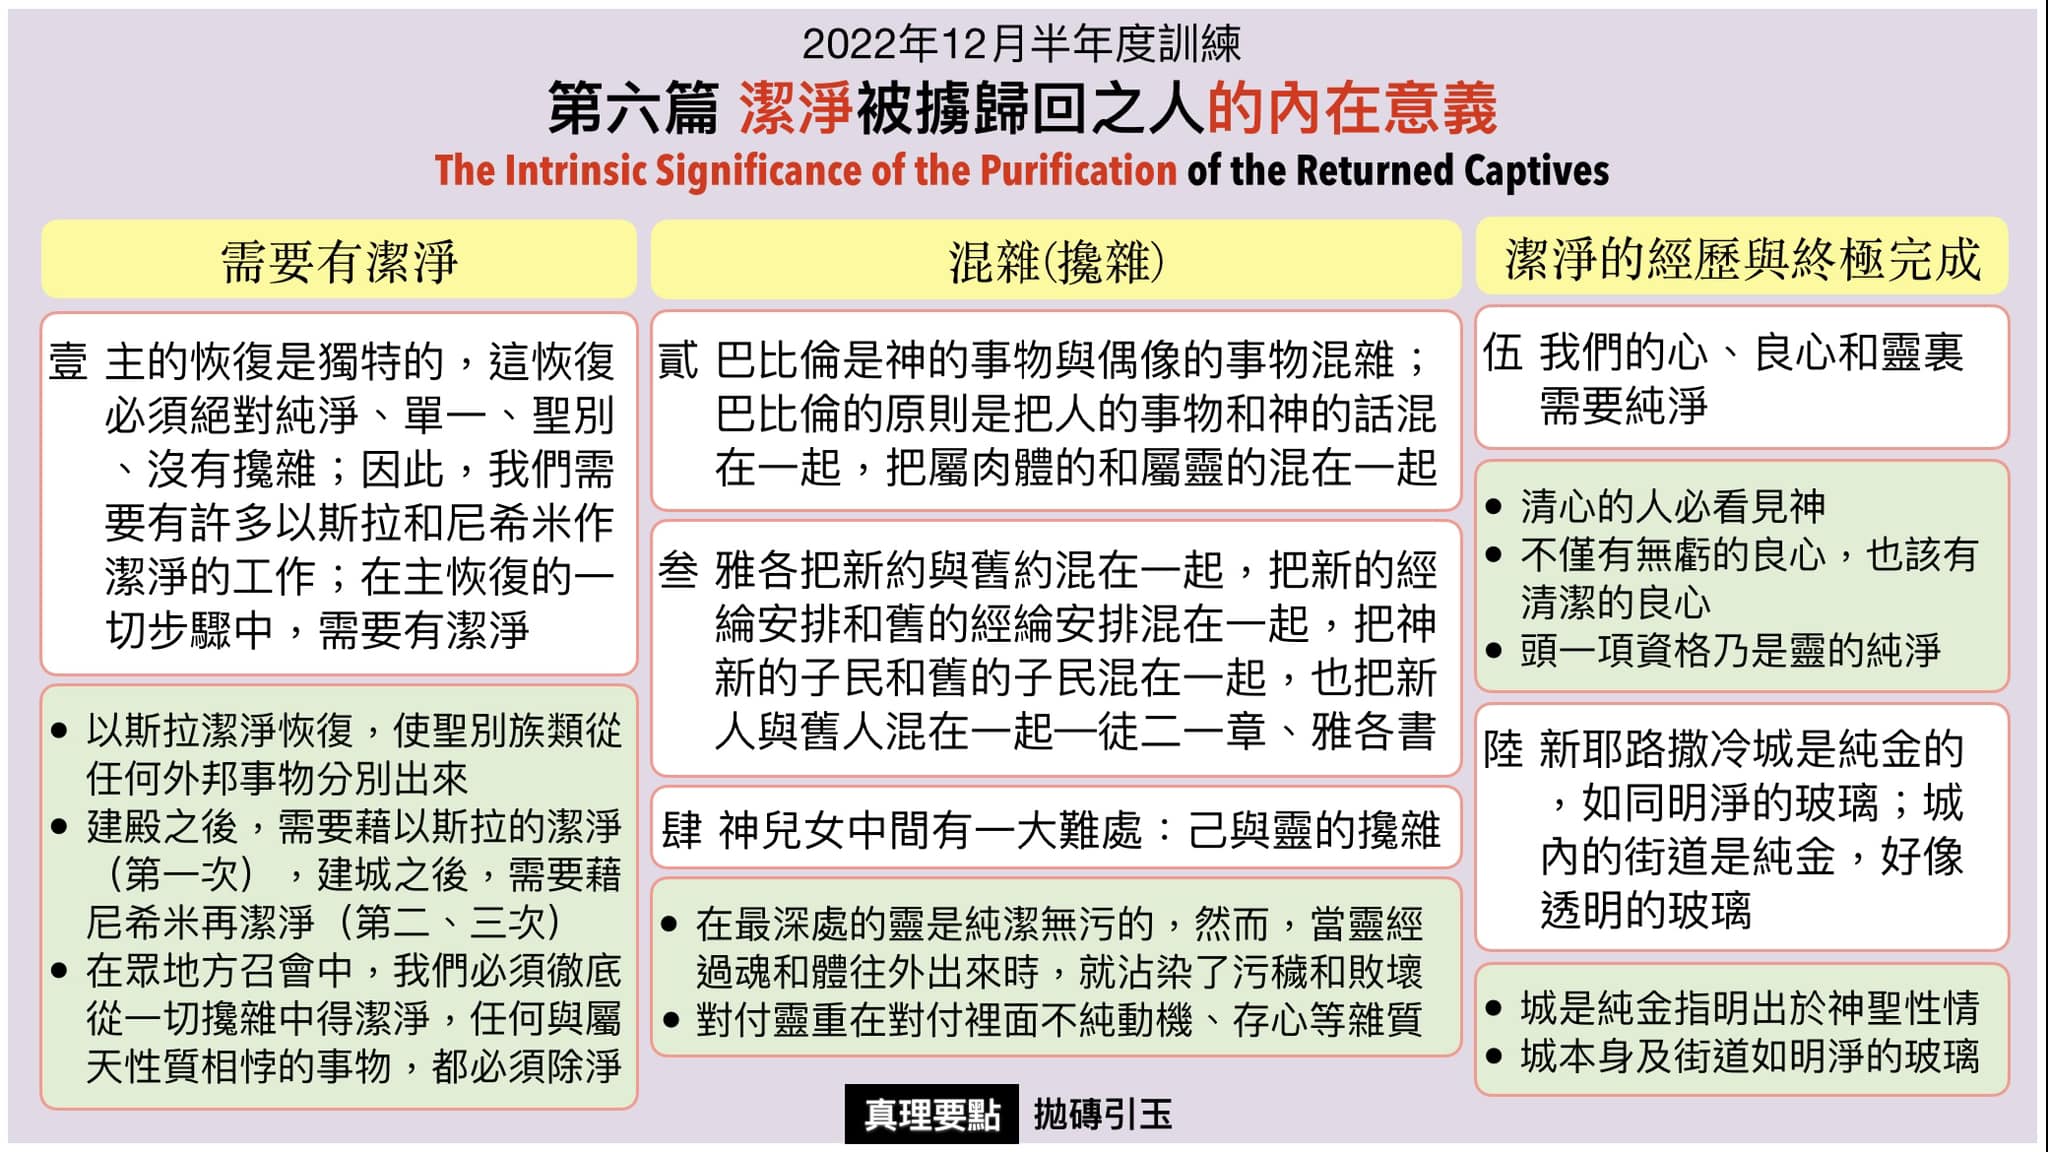 2022年12月半年度訓練
第六篇 潔淨被擄歸回之人的內在意義
The Intrinsic Significance of the Purification of the Returned Captives
需要有潔淨
壹 主的恢復是獨特的，這恢復
必須絕對純淨、單一、聖別
、沒有攙雜；因此，我們需
要有許多以斯拉和尼希米作
潔淨的工作；在主恢復的一
切步驟中，需要有潔淨
• 以斯拉潔淨恢復，使聖別族類從
任何外邦事物分別出來
• 建殿之後，需要藉以斯拉的潔淨
（第一次），建城之後，需要藉
尼希米再潔淨（第二、三次）
• 在眾地方召會中，我們必須徹底
從一切攙雜中得潔淨，任何與屬
天性質相悖的事物，都必須除淨
混雜(攙雜)
貳 巴比倫是神的事物與偶像的事物混雜；
巴比倫的原則是把人的事物和神的話混
在一起，把屬肉體的和屬靈的混在一起
叁 雅各把新約與舊約混在一起，把新的經
綸安排和舊的經綸安排混在一起，把神
新的子民和舊的子民混在一起，也把新
人與舊人混在一起—徒二一章、雅各書
肆 神兒女中間有一大難處：己與靈的攙雜
• 在最深處的靈是純潔無污的，然而，當靈經
過魂和體往外出來時，就沾染了污穢和敗壞
• 對付靈重在對付裡面不純動機、存心等雜質
潔淨的經歷與終極完成
伍 我們的心、良心和靈裏
需要純淨
• 清心的人必看見神
• 不僅有無虧的良心，也該有
清潔的良心
• 頭一項資格乃是靈的純淨
陸 新耶路撒冷城是純金的
，如同明淨的玻璃；城
內的街道是純金，好像
透明的玻璃
• 城是純金指明出於神聖性情
• 城本身及街道如明淨的玻璃
真理要點 拋磚引玉